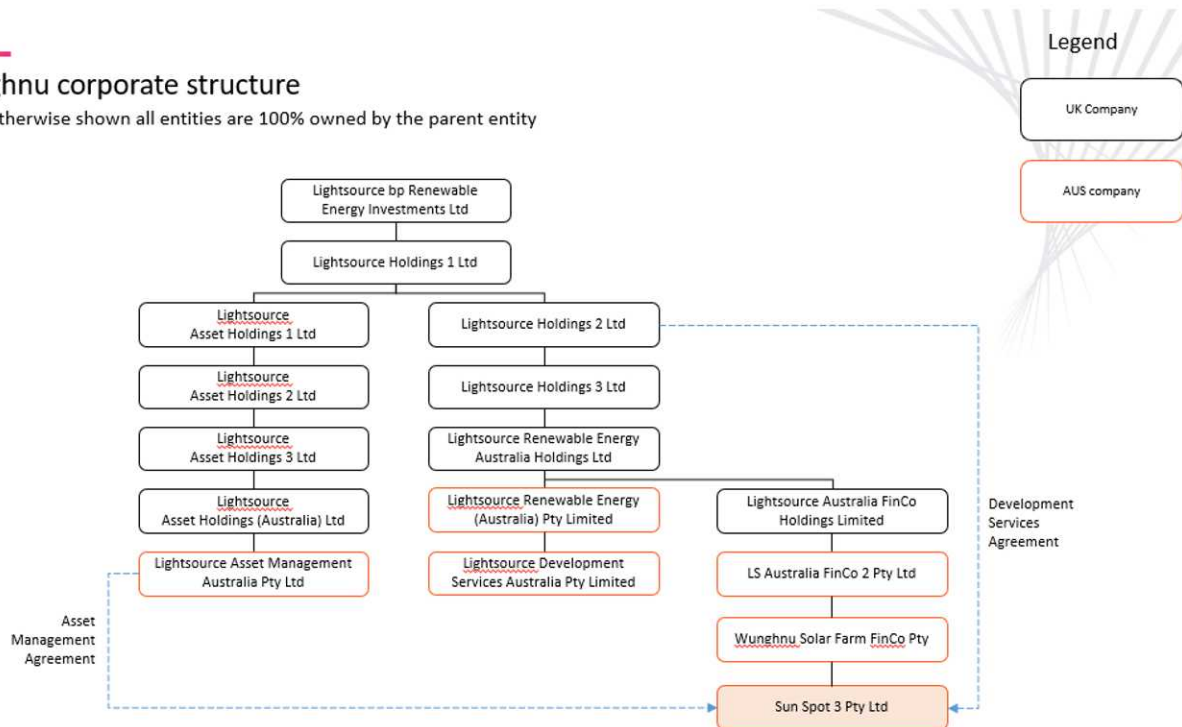 hnu corporate structure
therwise shown all entities are 100% owned by the parent entity
Legend
UK Company
AUS company
Lightsource bp Renewable
Energy Investments Ltd
Lightsource Holdings 1 Ltd
Lightsource
Asset Holdings 1 Ltd
Lightsource Holdings 2 Ltd
Lightsource
Asset Holdings 2 Ltd
Lightsource Holdings 3 Ltd
Lightsource
Asset Holdings 3 Ltd
Lightsource Renewable Energy
Australia Holdings Ltd
Lightsource
Asset Holdings (Australia) Ltd
Lightsource Renewable Energy
(Australia) Pty Limited
Lightsource Australia FinCo
Holdings Limited
Development
Services
Agreement
Lightsource Asset Management
Australia Pty Ltd
Lightsource Development
Services Australia Pty Limited
LS Australia FinCo 2 Pty Ltd
Asset
Management
Agreement
Wunghnu Solar Farm FinCo Pty
Sun Spot 3 Pty Ltd